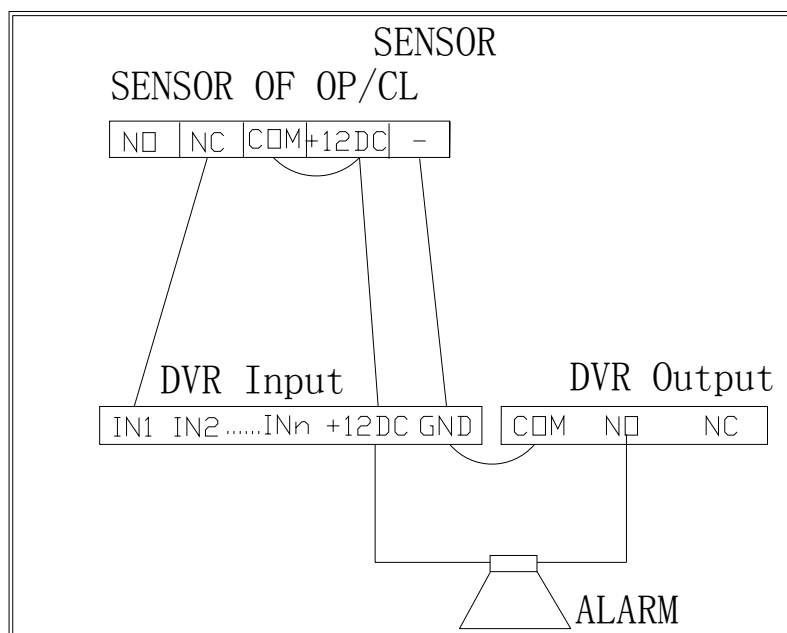 SENSOR
SENSOR OF OP/CL
NO NC COM +12DC -
DVR Input
DVR Output
IN1 IN2......INn +12DC GND
COM NO NC
ALARM